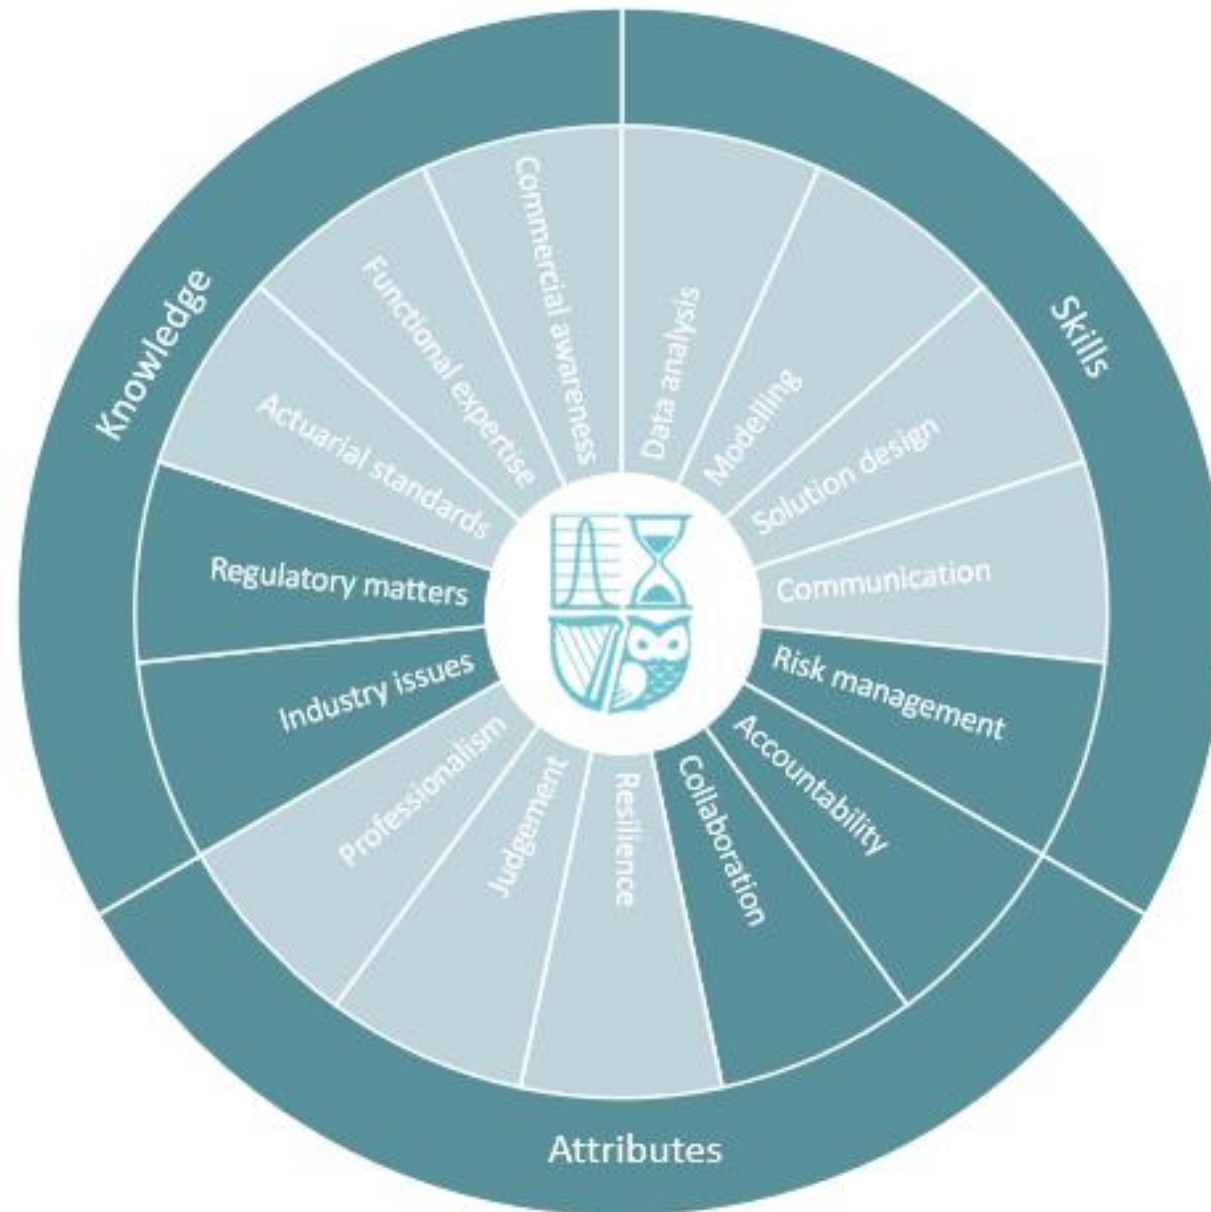 Knowledge
Skills
Attributes
Commercial awareness
Functional expertise
Actuarial standards
Regulatory matters
Industry issues
Data analysis
Modelling
Solution design
Communication
Risk management
Accountability
Collaboration
Resilience
Judgement
Professionalism